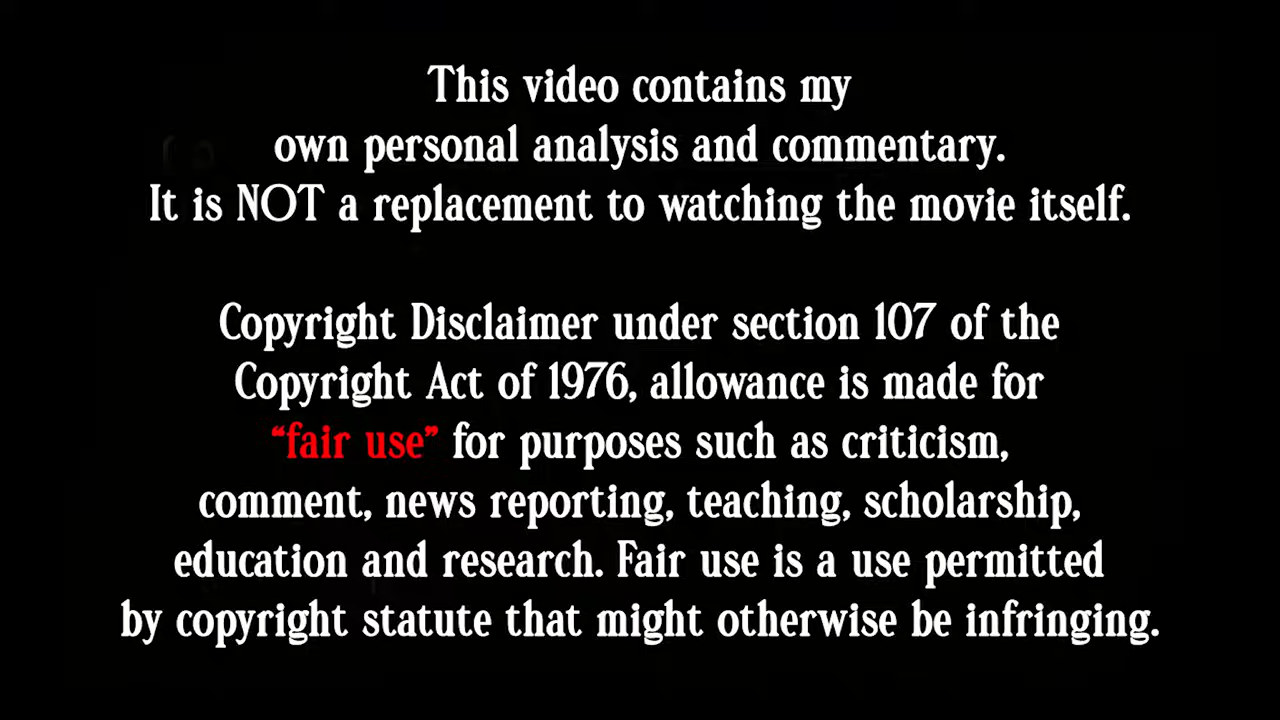 This video contains my
own personal analysis and commentary.
It is NOT a replacement to watching the movie itself.
Copyright Disclaimer under section 107 of the
Copyright Act of 1976, allowance is made for
“fair use” for purposes such as criticism,
comment, news reporting, teaching, scholarship,
education and research. Fair use is a use permitted
by copyright statute that might otherwise be infringing.